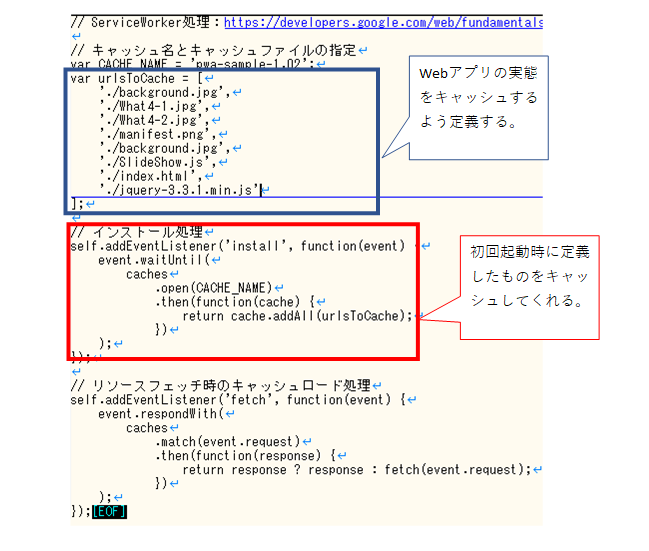 // ServiceWorker処理：https://developers.google.com/web/fundamentals
↵
// キャッシュ名とキャッシュファイルの指定↵
var CACHE_NAME = 'pwa-sample-1.02';↵
var urlsToCache = [↵
    './background.jpg',↵
    './What4-1.jpg',↵
    './What4-2.jpg',↵
    './manifest.png',↵
    './background.jpg',↵
    './SlideShow.js',↵
    './index.html',↵
    './jquery-3.3.1.min.js'↵
];↵
↵
// インストール処理↵
self.addEventListener('install', function(event) {↵
    event.waitUntil(↵
        caches↵
            .open(CACHE_NAME)↵
            .then(function(cache) {↵
                return cache.addAll(urlsToCache);↵
            })↵
    );↵
});↵
↵
// リソースフェッチ時のキャッシュロード処理↵
self.addEventListener('fetch', function(event) {↵
    event.respondWith(↵
        caches↵
            .match(event.request)↵
            .then(function(response) {↵
                return response ? response : fetch(event.request);↵
            })↵
    );↵
});[EOF]
Webアプリの実態
をキャッシュする
よう定義する。
初回起動時に定義
したものをキャッ
シュしてくれる。